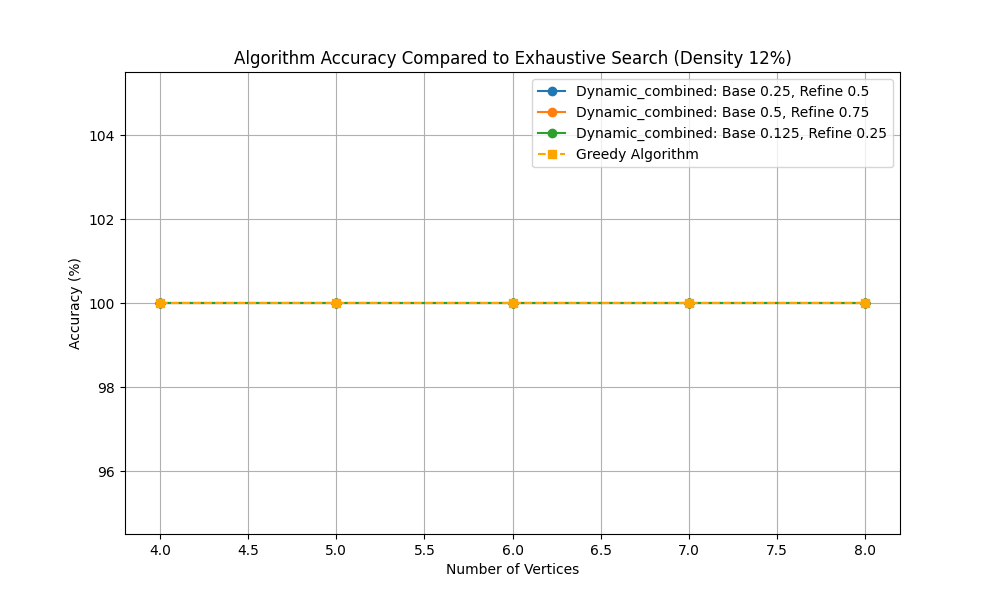 Algorithm Accuracy Compared to Exhaustive Search (Density 12%)
Dynamic_combined: Base 0.25, Refine 0.5
Dynamic_combined: Base 0.5, Refine 0.75
Dynamic_combined: Base 0.125, Refine 0.25
Greedy Algorithm
Accuracy (%)
104
102
100
98
96
4.0 4.5 5.0 5.5 6.0 6.5 7.0 7.5 8.0
Number of Vertices